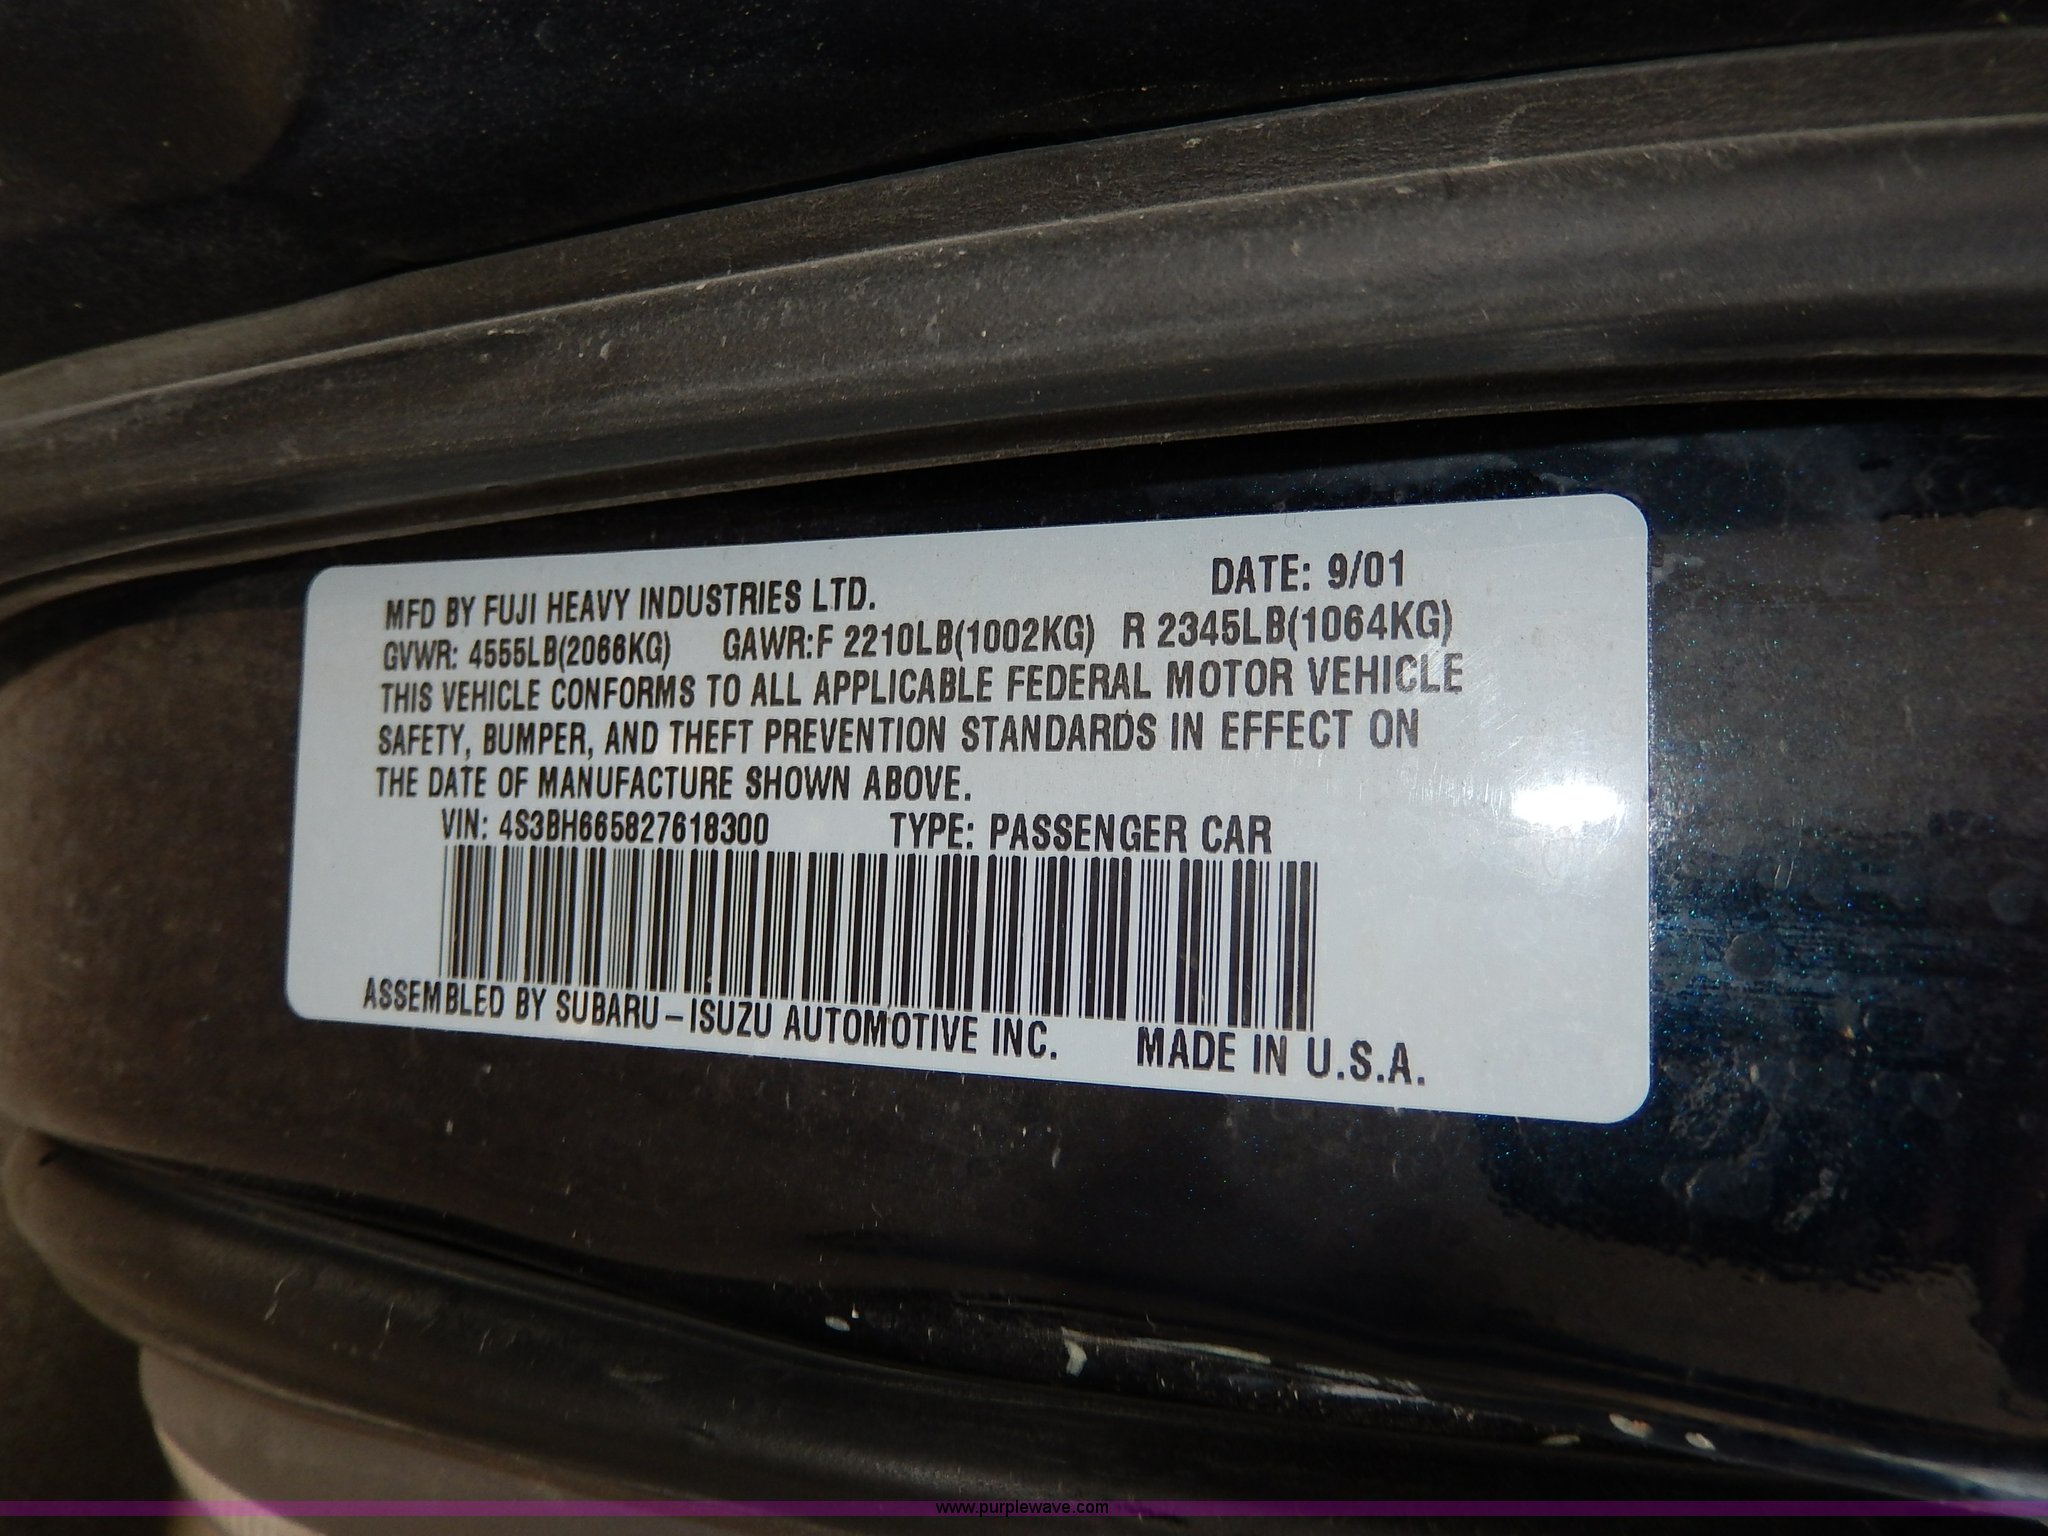 MFD BY FUJI HEAVY INDUSTRIES LTD. DATE: 9/01
GVWR: 4555LB(2066KG) GAWR:F 2210LB(1002KG) R 2345LB(1064KG)
THIS VEHICLE CONFORMS TO ALL APPLICABLE FEDERAL MOTOR VEHICLE
SAFETY, BUMPER, AND THEFT PREVENTION STANDARDS IN EFFECT ON
THE DATE OF MANUFACTURE SHOWN ABOVE.
VIN: 4S3BH665827618300 TYPE: PASSENGER CAR
ASSEMBLED BY SUBARU-ISUZU AUTOMOTIVE INC. MADE IN U.S.A.
www.purplewave.com